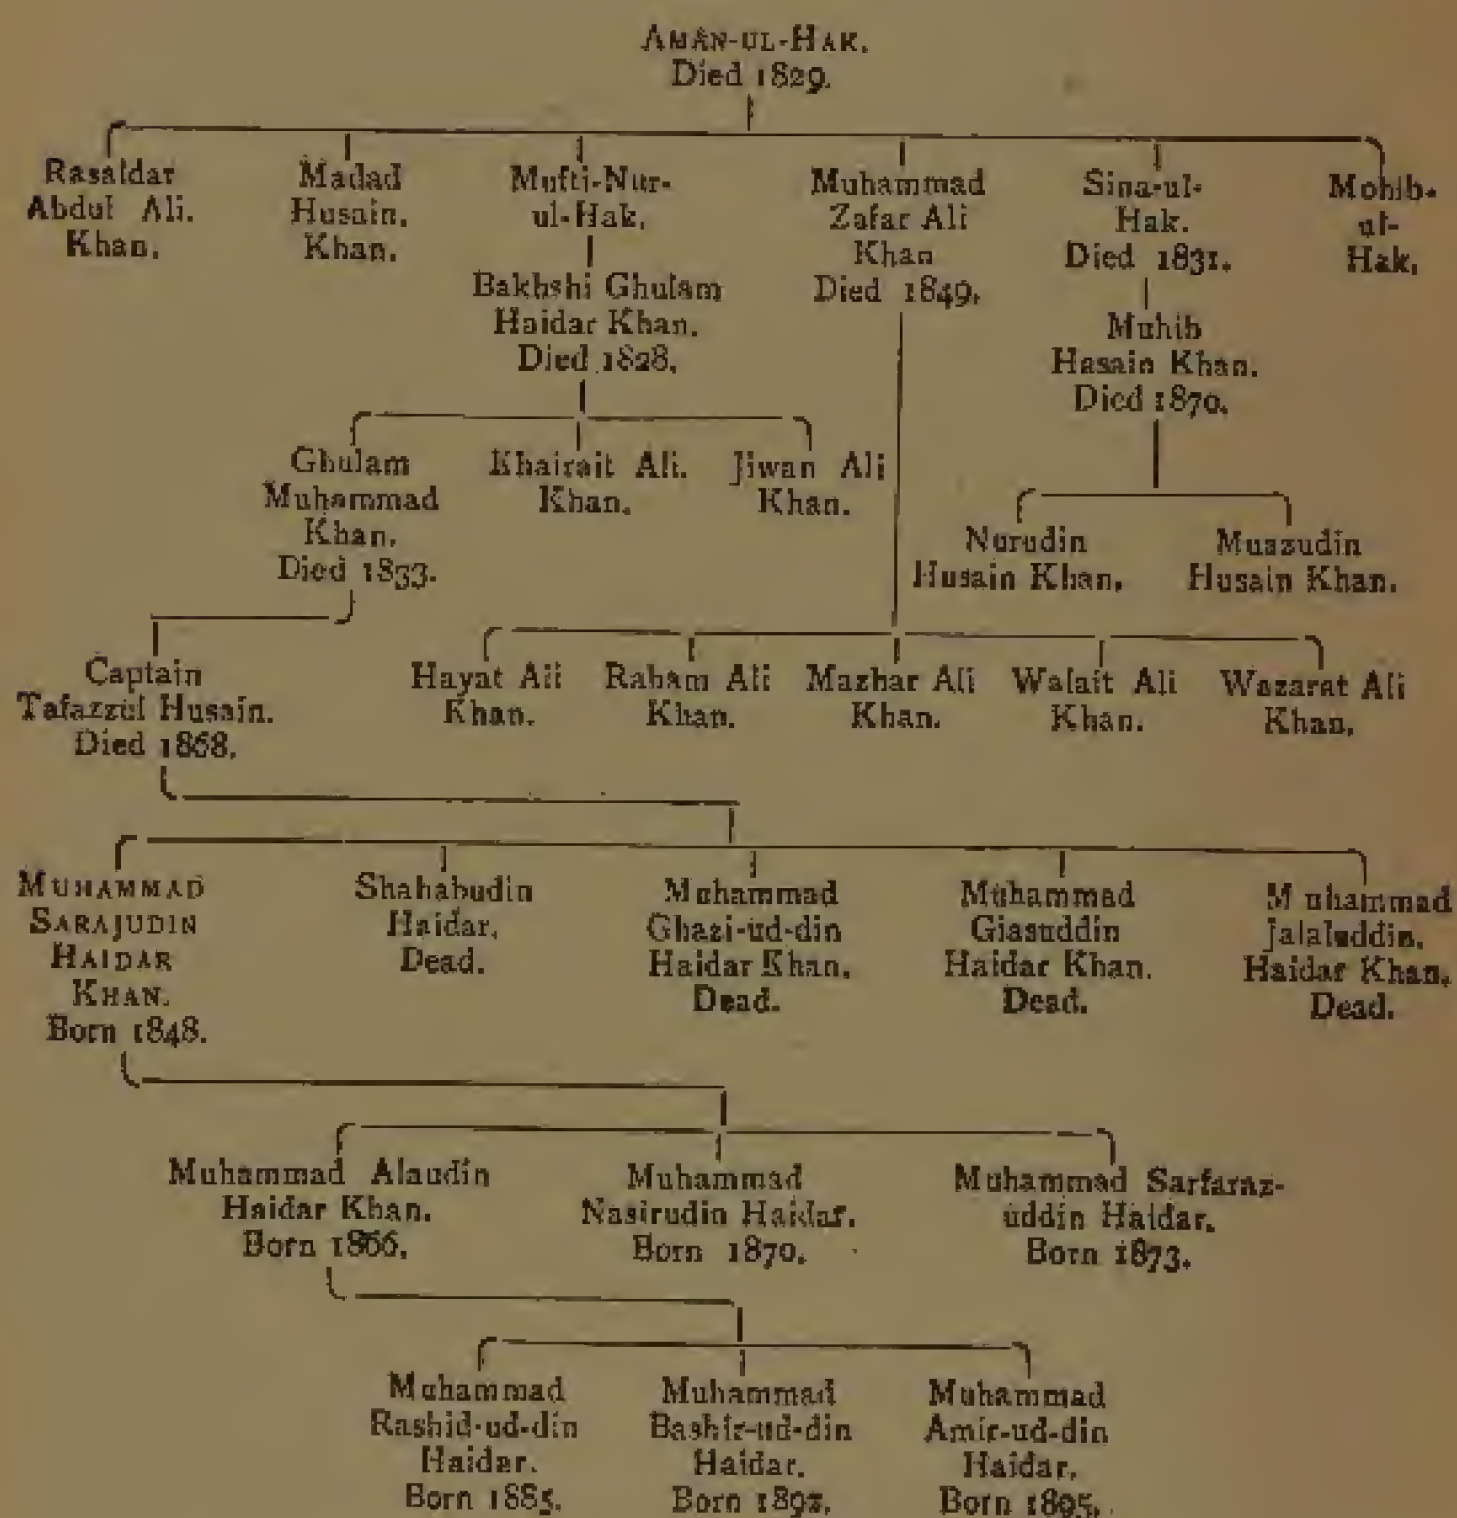 AMAN-UL-HAK.
Died 1829.
Rasaldar
Abdul Ali.
Khan.
Madad
Husain.
Khan.
Mufti-Nur-
ul-Hak.
Muhammad
Zafar Ali
Khan
Died 1849.
Sina-ul-
Hak.
Died 1831.
Mohib-
ul-
Hak.
Bakhshi Ghulam
Haidar Khan.
Died 1828.
Muhib
Hasain Khan.
Died 1870.
Ghulam
Muhammad
Khan.
Died 1833.
Khairait Ali.
Khan.
Jiwan Ali
Khan.
Nurudin
Husain Khan.
Muazudin
Husain Khan.
Captain
Tafazzul Husain.
Died 1868.
Hayat Ali
Khan.
Raham Ali
Khan.
Mazhar Ali
Khan.
Walait Ali
Khan.
Wazarat Ali
Khan.
MUHAMMAD
SARAJUDIN
HAIDAR
KHAN.
Born 1848.
Shahabudin
Haidar.
Dead.
Muhammad
Ghazi-ud-din
Haidar Khan.
Dead.
Muhammad
Giasuddin
Haidar Khan.
Dead.
Muhammad
Jalaluddin.
Haidar Khan.
Dead.
Muhammad Alaudin
Haidar Khan.
Born 1866.
Muhammad
Nasirudin Haidar.
Born 1870.
Muhammad Sarfaraz-
uddin Haidar.
Born 1873.
Muhammad
Rashid-ud-din
Haidar.
Born 1885.
Muhammad
Bashir-ud-din
Haidar.
Born
Muhammad
Amir-ud-din
Haidar.
Born 1895.